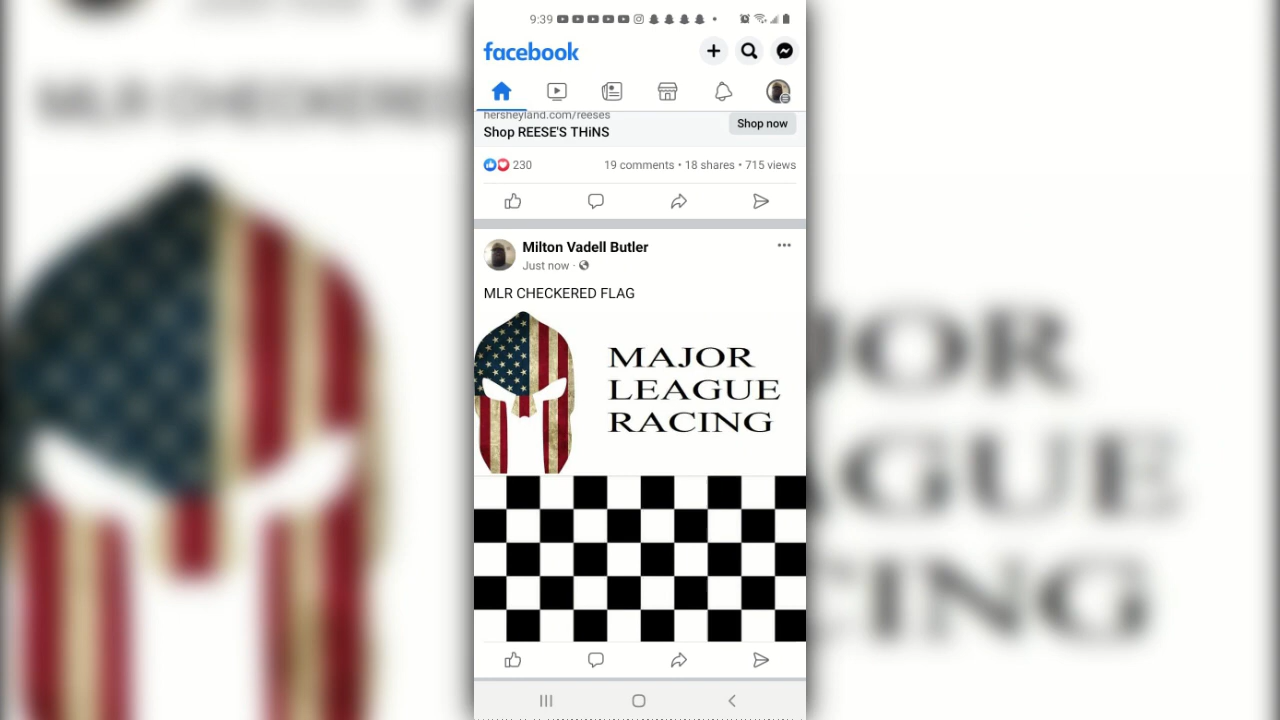 9:39
facebook
hersheyland.com/reeses
Shop REESE'S THiNS
Shop now
230
19 comments • 18 shares • 715 views
Milton Vadell Butler
Just now ·
MLR CHECKERED FLAG
MAJOR
LEAGUE
RACING